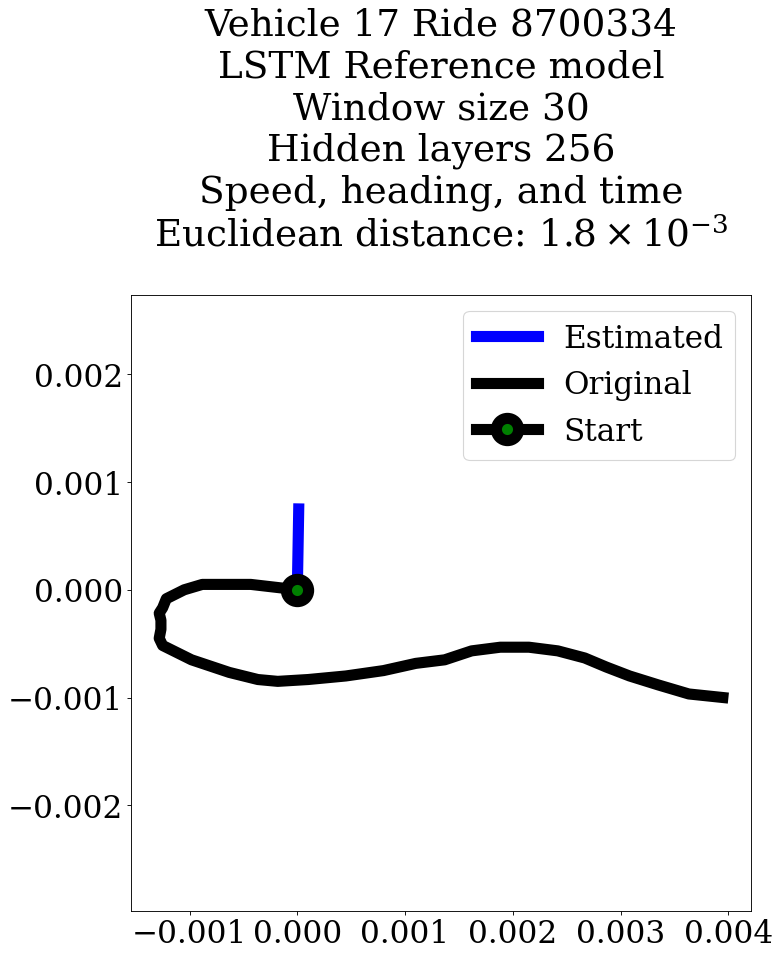 Vehicle 17 Ride 8700334
LSTM Reference model
Window size 30
Hidden layers 256
Speed, heading, and time
Euclidean distance: 1.8 × 10⁻³
Estimated
Original
Start
0.002
0.001
0.000
−0.001
−0.002
−0.001 0.000 0.001 0.002 0.003 0.004